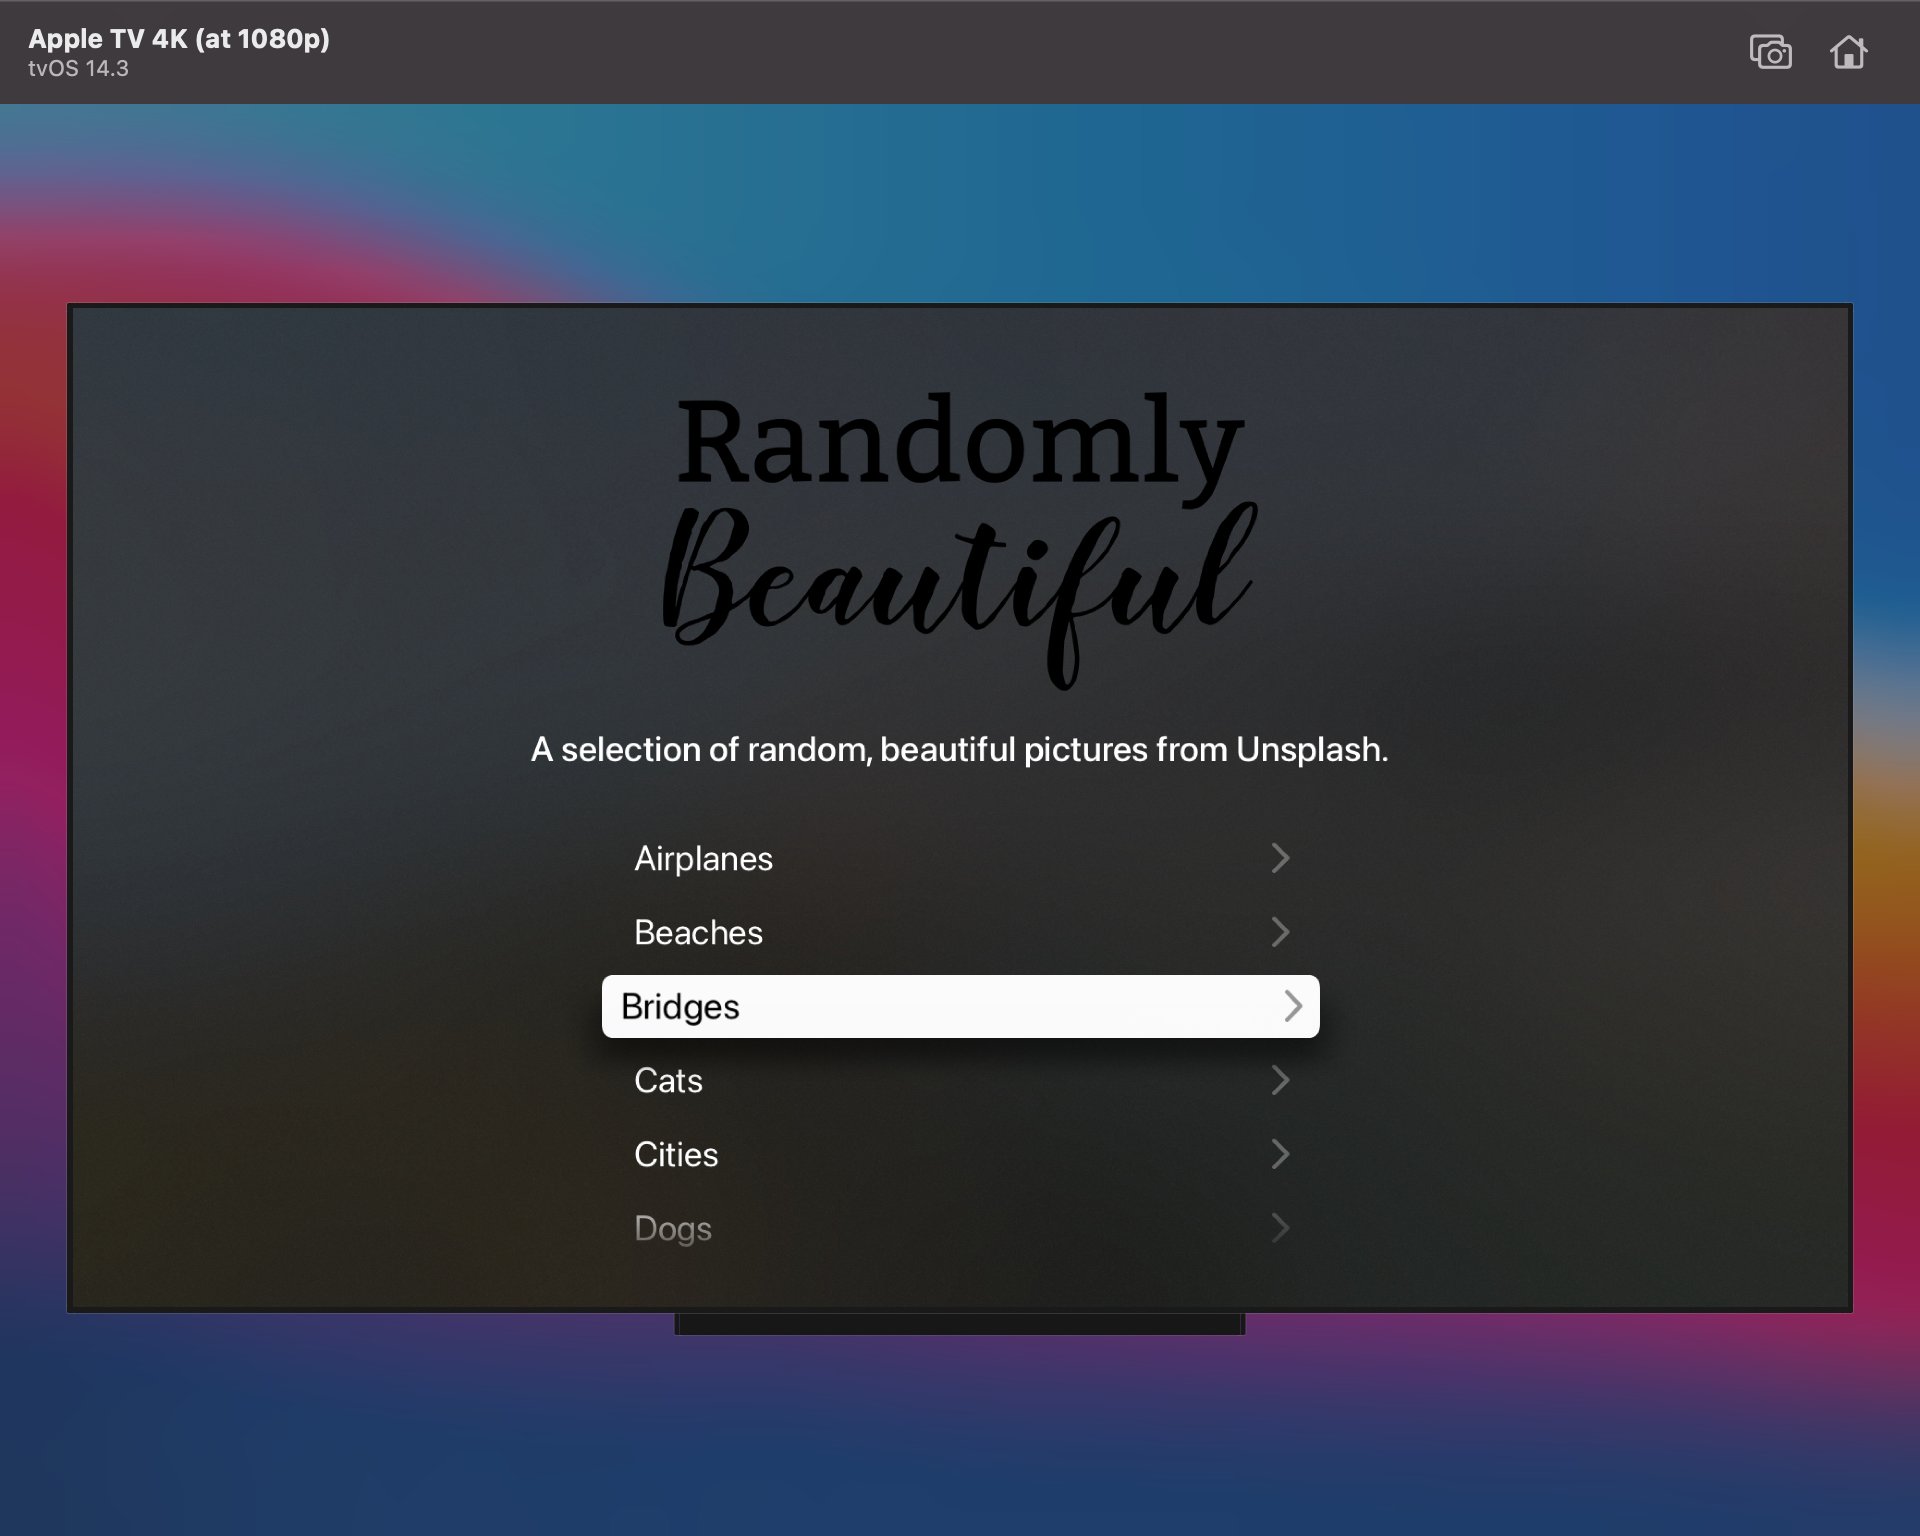 Apple TV 4K (at 1080p)
tvOS 14.3
Randomly
Beautiful
A selection of random, beautiful pictures from Unsplash.
Airplanes
Beaches
Bridges
Cats
Cities
Dogs